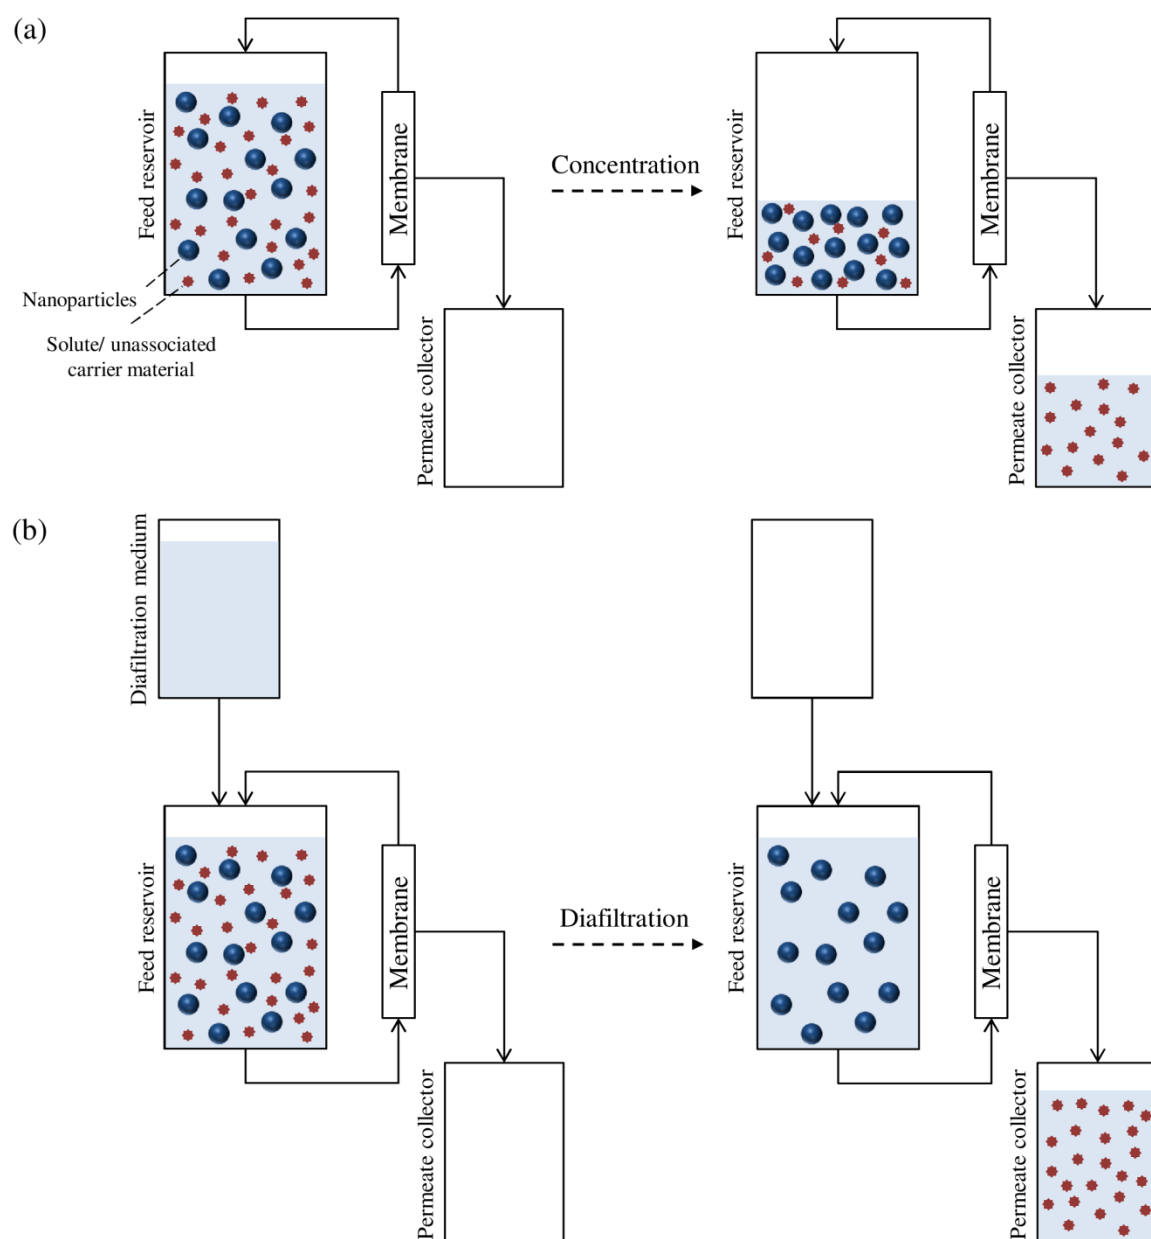 (a)
Feed reservoir
Membrane
Nanoparticles
Solute/ unassociated
carrier material
Permeate collector
Concentration
Feed reservoir
Membrane
Permeate collector
(b)
Diafiltration medium
Feed reservoir
Membrane
Permeate collector
Diafiltration
Feed reservoir
Membrane
Permeate collector